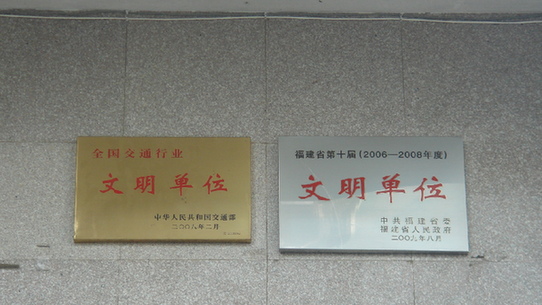 全国交通行业
文明单位
中华人民共和国交通部
二〇〇九年二月
福建省第十届(2006—2008年度)
文明单位
中共福建省委
福建省人民政府
二〇〇九年八月